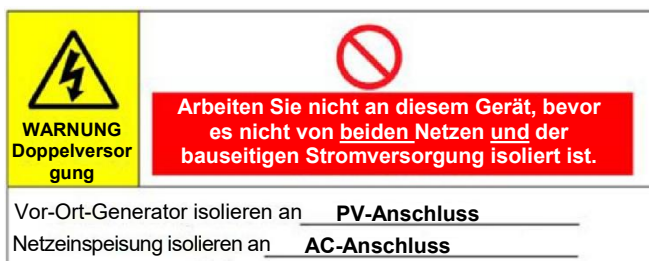 WARNUNG
Doppelversor
gung
Arbeiten Sie nicht an diesem Gerät, bevor
es nicht von beiden Netzen und der
bauseitigen Stromversorgung isoliert ist.
Vor-Ort-Generator isolieren an PV-Anschluss
Netzeinspeisung isolieren an AC-Anschluss